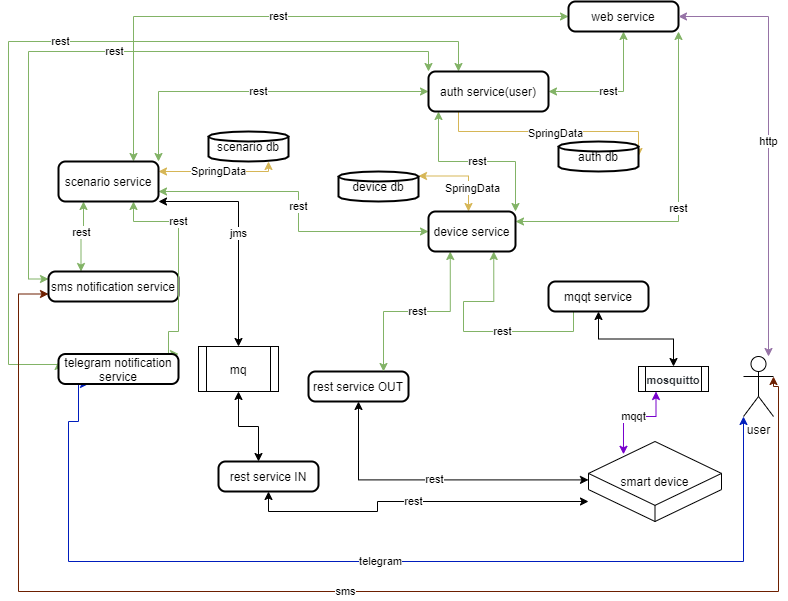 rest
web service
rest
rest
rest
auth service(user)
rest
SpringData
http
scenario db
auth db
rest
SpringData
scenario service
device db
SpringData
rest
rest
rest
rest
jms
device service
sms notification service
mqqt service
rest
rest
telegram notification
service
mq
rest service OUT
mosquitto
mqqt
user
rest service IN
rest
smart device
rest
telegram
sms